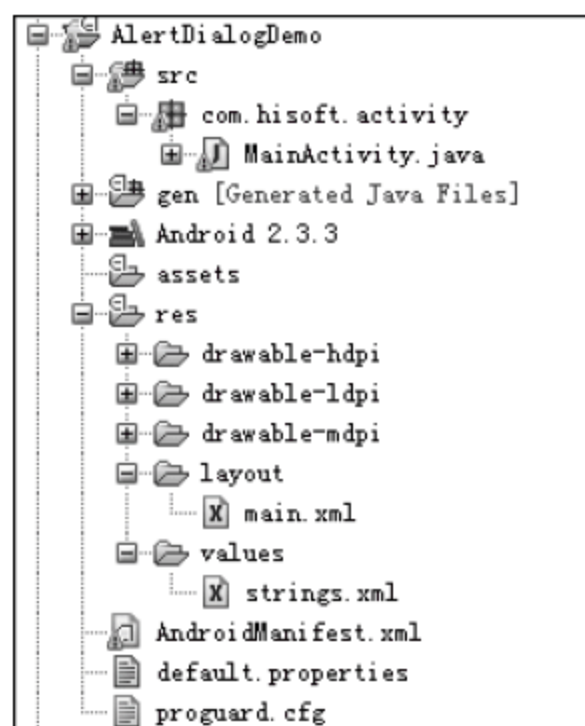 AlertDialogDemo
src
com.hisoft.activity
MainActivity.java
gen [Generated Java Files]
Android 2.3.3
assets
res
drawable-hdpi
drawable-ldpi
drawable-mdpi
layout
main.xml
values
strings.xml
AndroidManifest.xml
default.properties
proguard.cfg